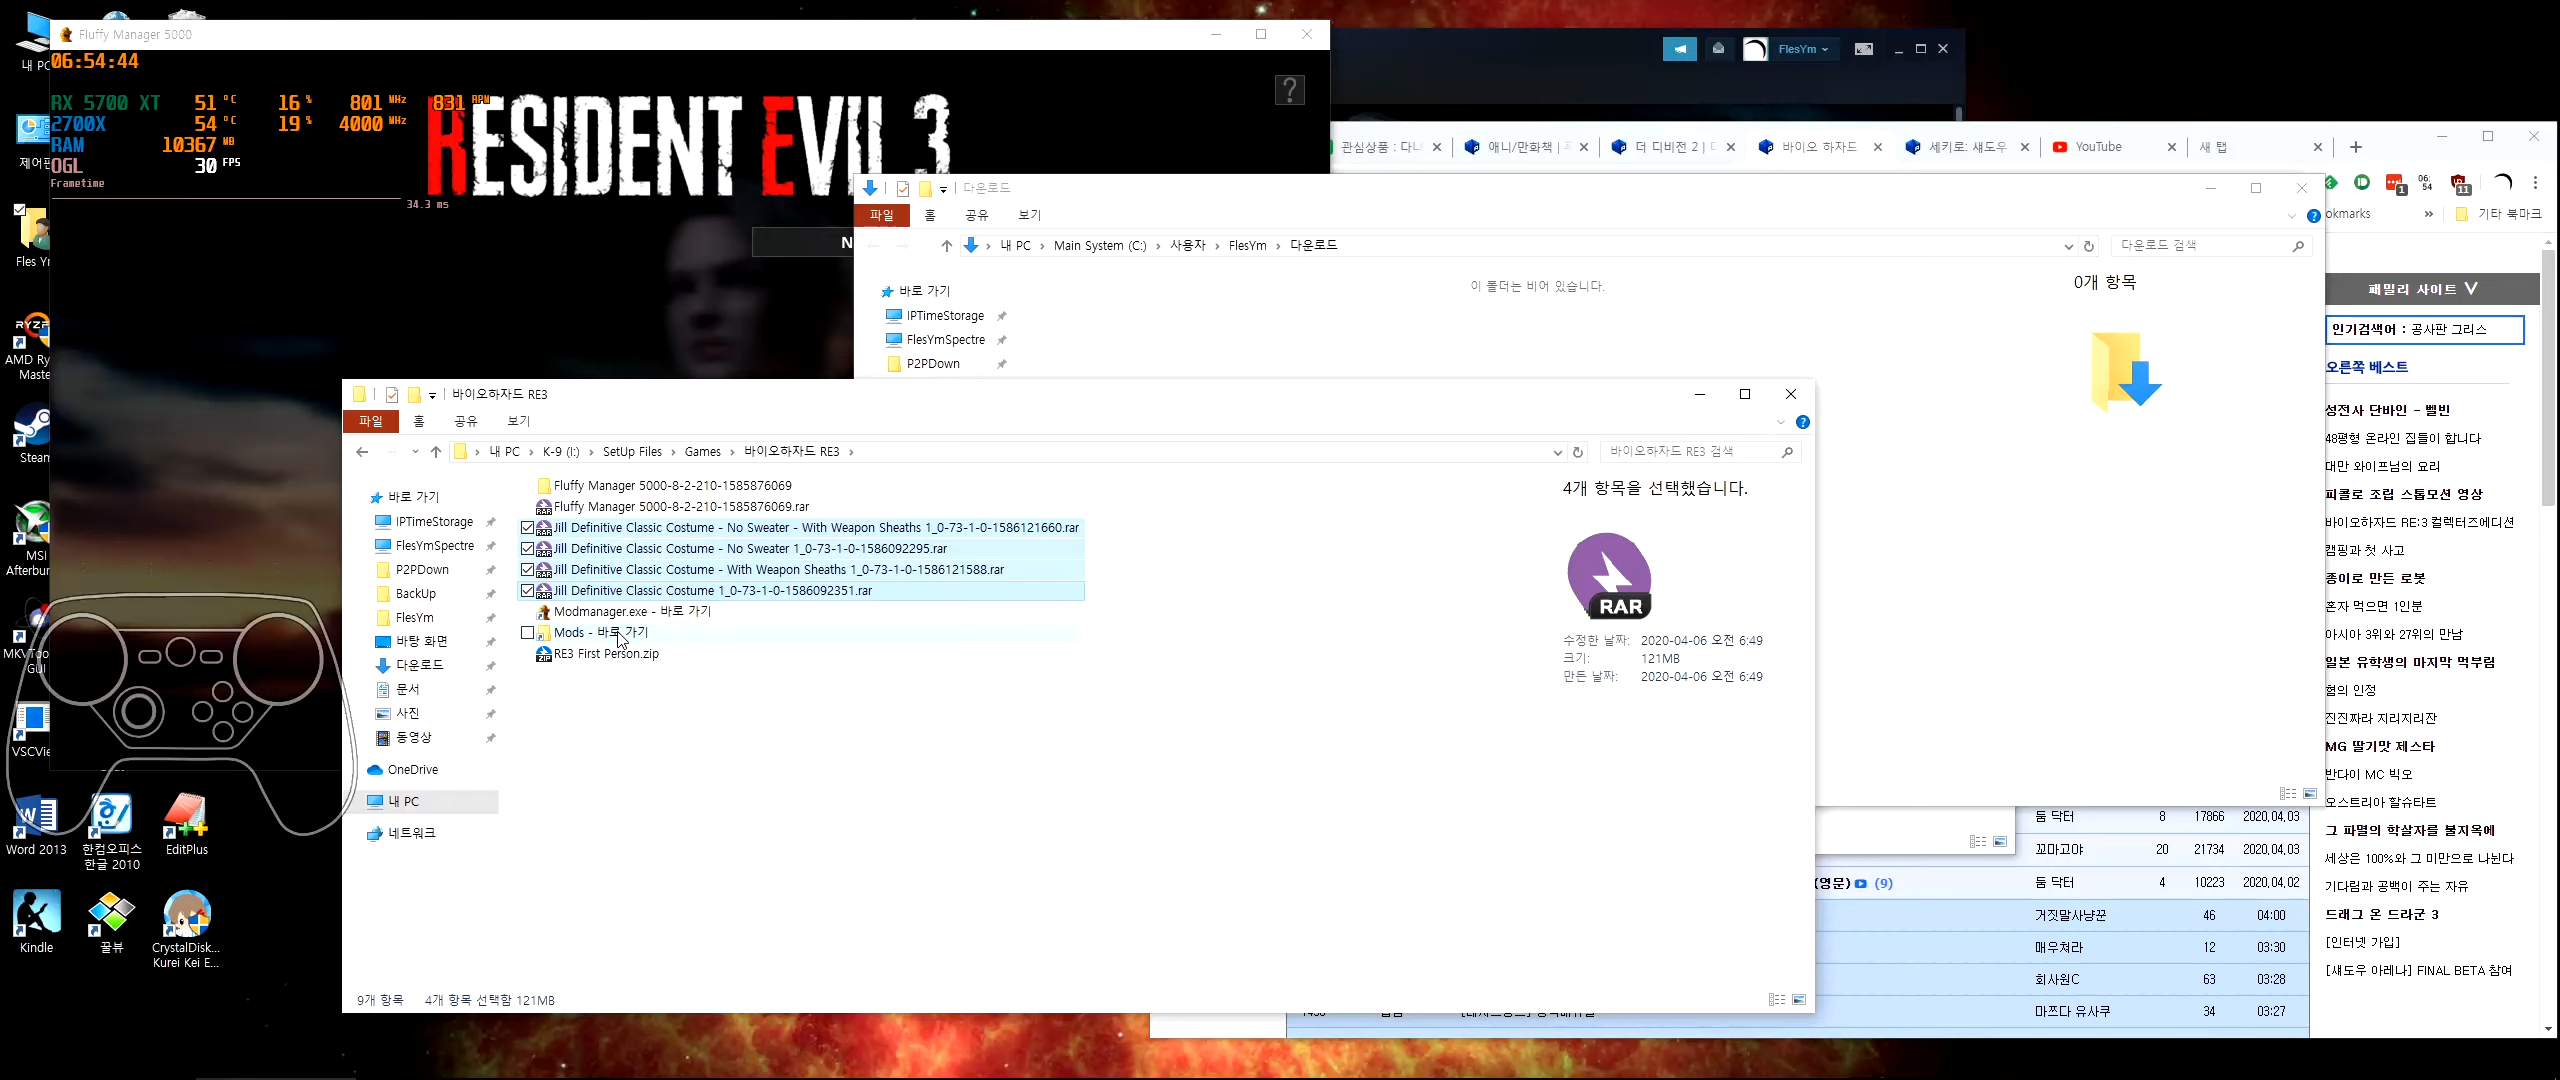 Fluffy Manager 5000
06:54:44
RX 5700 XT 51 °C 16 % 801 MHz 831 RPM
2700X 54 °C 19 % 4000 MHz
RAM 10367 MB
OGL 30 FPS
Frametime
34.3 ms
RESIDENT EVIL 3
?
N
FlesYm
관심상품 : 다나
애니/만화책 |
더 디비전 2 |
바이오 하자드
세키로: 섀도우
YouTube
새 탭
okmarks
기타 북마크
06:
54
1
11
다운로드
파일 홈 공유 보기
내 PC > Main System (C:) > 사용자 > FlesYm > 다운로드
다운로드 검색
바로 가기
IPTimeStorage
FlesYmSpectre
P2PDown
이 폴더는 비어 있습니다.
0개 항목
바이오하자드 RE3
파일 홈 공유 보기
내 PC > K-9 (I:) > SetUp Files > Games > 바이오하자드 RE3 >
바이오하자드 RE3 검색
바로 가기
IPTimeStorage
FlesYmSpectre
P2PDown
BackUp
FlesYm
바탕 화면
다운로드
문서
사진
동영상
OneDrive
내 PC
네트워크
Fluffy Manager 5000-8-2-210-1585876069
Fluffy Manager 5000-8-2-210-1585876069.rar
Jill Definitive Classic Costume - No Sweater - With Weapon Sheaths 1_0-73-1-0-1586121660.rar
Jill Definitive Classic Costume - No Sweater 1_0-73-1-0-1586092295.rar
Jill Definitive Classic Costume - With Weapon Sheaths 1_0-73-1-0-1586121588.rar
Jill Definitive Classic Costume 1_0-73-1-0-1586092351.rar
Modmanager.exe - 바로 가기
Mods - 바로 가기
RE3 First Person.zip
4개 항목을 선택했습니다.
RAR
수정한 날짜: 2020-04-06 오전 6:49
크기: 121MB
만든 날짜: 2020-04-06 오전 6:49
9개 항목 4개 항목 선택함 121MB
내 PC
제어판
Fles Y
RYZE
AMD Ry
Maste
Steam
MSI
Afterbur
MKVToo
GUI
VSCVie
Word 2013
한컴오피스
한글 2010
EditPlus
Kindle
꿀뷰
CrystalDisk...
Kurei Kei E...
패밀리 사이트 ∨
인기검색어 : 공사판 그리스
오른쪽 베스트
성전사 단바인 - 벨빈
48평형 온라인 집들이 합니다
대만 와이프님의 요리
피콜로 조립 스톱모션 영상
바이오하자드 RE:3 컬렉터즈에디션
캠핑과 첫 사고
종이로 만든 로봇
혼자 먹으면 1인분
아시아 3위와 27위의 만남
일본 유학생의 마지막 먹부림
혐의 인정
진진짜라 지리지리잔
MG 딸기맛 제스타
반다이 MC 빅오
오스트리아 할슈타트
그 파멸의 학살자를 불지옥에
세상은 100%와 그 미만으로 나뉜다
기다림과 공백이 주는 자유
드래그 온 드라군 3
[인터넷 가입]
[섀도우 아레나] FINAL BETA 참여
둠 닥터 8 17866 2020.04.03
꼬마고야 20 21734 2020.04.03
(영문) (9) 둠 닥터 4 10223 2020.04.02
거짓말사냥꾼 46 04:00
매우쳐라 12 03:30
회사원C 63 03:28
마쯔다 유사쿠 34 03:27